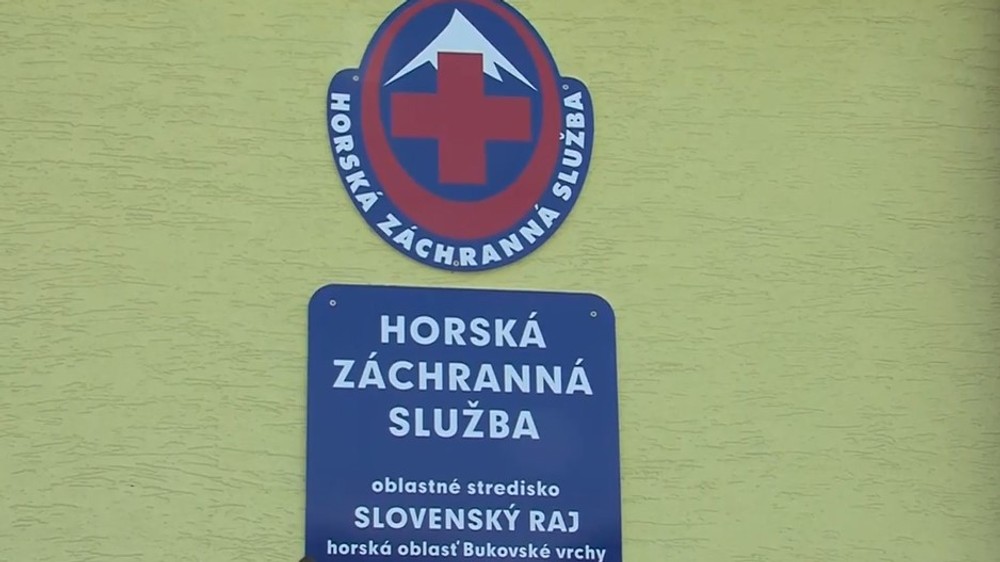 HORSKÁ ZÁCHRANNÁ SLUŽBA
HORSKÁ
ZÁCHRANNÁ
SLUŽBA
oblastné stredisko
SLOVENSKÝ RAJ
horská oblasť Bukovské vrchy